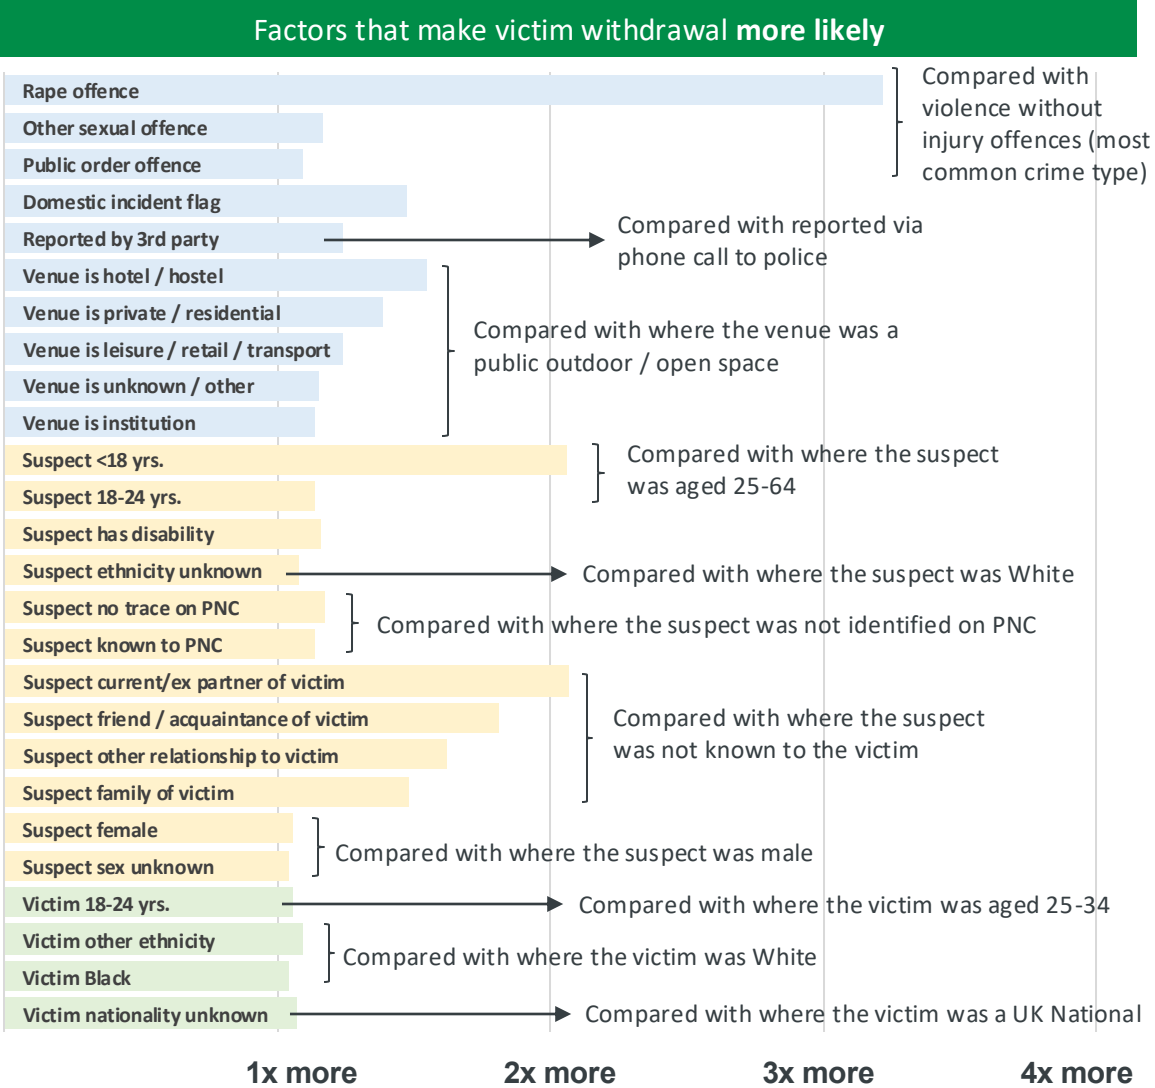 Factors that make victim withdrawal more likely
Rape offence
Compared with
violence without
injury offences (most
common crime type)
Other sexual offence
Public order offence
Domestic incident flag
Reported by 3rd party
Compared with reported via
phone call to police
Venue is hotel / hostel
Venue is private / residential
Venue is leisure / retail / transport
Venue is unknown / other
Venue is institution
Compared with where the venue was a
public outdoor / open space
Suspect <18 yrs.
Suspect 18-24 yrs.
Compared with where the suspect
was aged 25-64
Suspect has disability
Suspect ethnicity unknown
Compared with where the suspect was White
Suspect no trace on PNC
Suspect known to PNC
Compared with where the suspect was not identified on PNC
Suspect current/ex partner of victim
Suspect friend / acquaintance of victim
Suspect other relationship to victim
Suspect family of victim
Compared with where the suspect
was not known to the victim
Suspect female
Suspect sex unknown
Compared with where the suspect was male
Victim 18-24 yrs.
Compared with where the victim was aged 25-34
Victim other ethnicity
Victim Black
Compared with where the victim was White
Victim nationality unknown
Compared with where the victim was a UK National
1x more
2x more
3x more
4x more